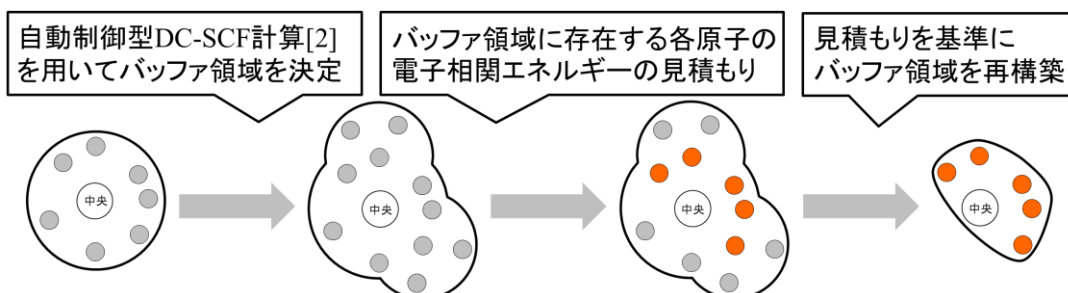 自動制御型DC-SCF計算[2]
を用いてバッファ領域を決定
バッファ領域に存在する各原子の
電子相関エネルギーの見積もり
見積もりを基準に
バッファ領域を再構築
中央
中央
中央
中央